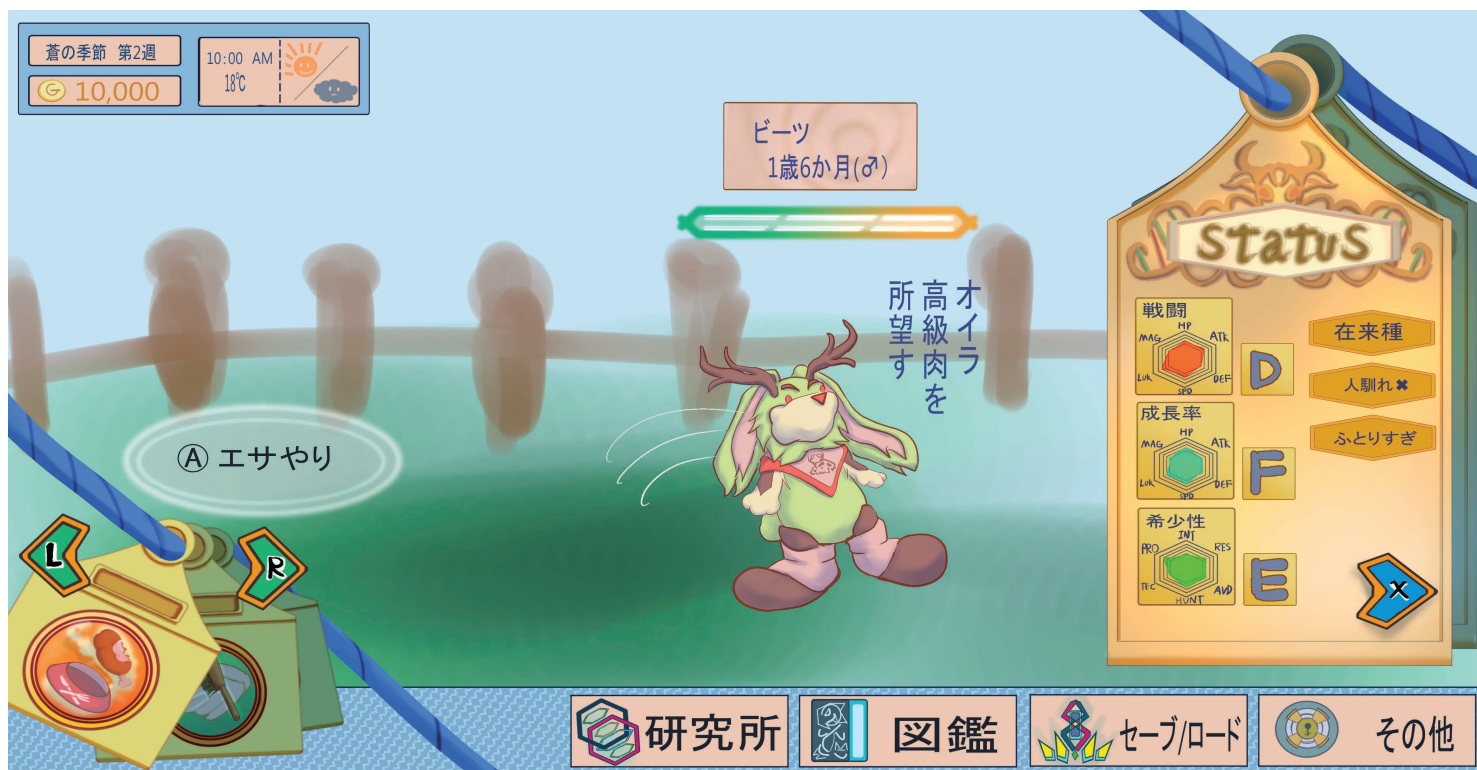 蒼の季節 第2週
G 10,000
10:00 AM
18℃
ビーツ
1歳6か月(♂)
オイラ
高級肉を
所望す
Ⓐ エサやり
L
R
Status
戦闘
HP
MAG
ATK
LUK
DEF
SPD
D
成長率
HP
MAG
ATK
LUK
DEF
SPD
F
希少性
INT
PRO
RES
TEC
AVD
HUNT
E
在来種
人馴れ✖
ふとりすぎ
X
研究所
図鑑
セーブ/ロード
その他